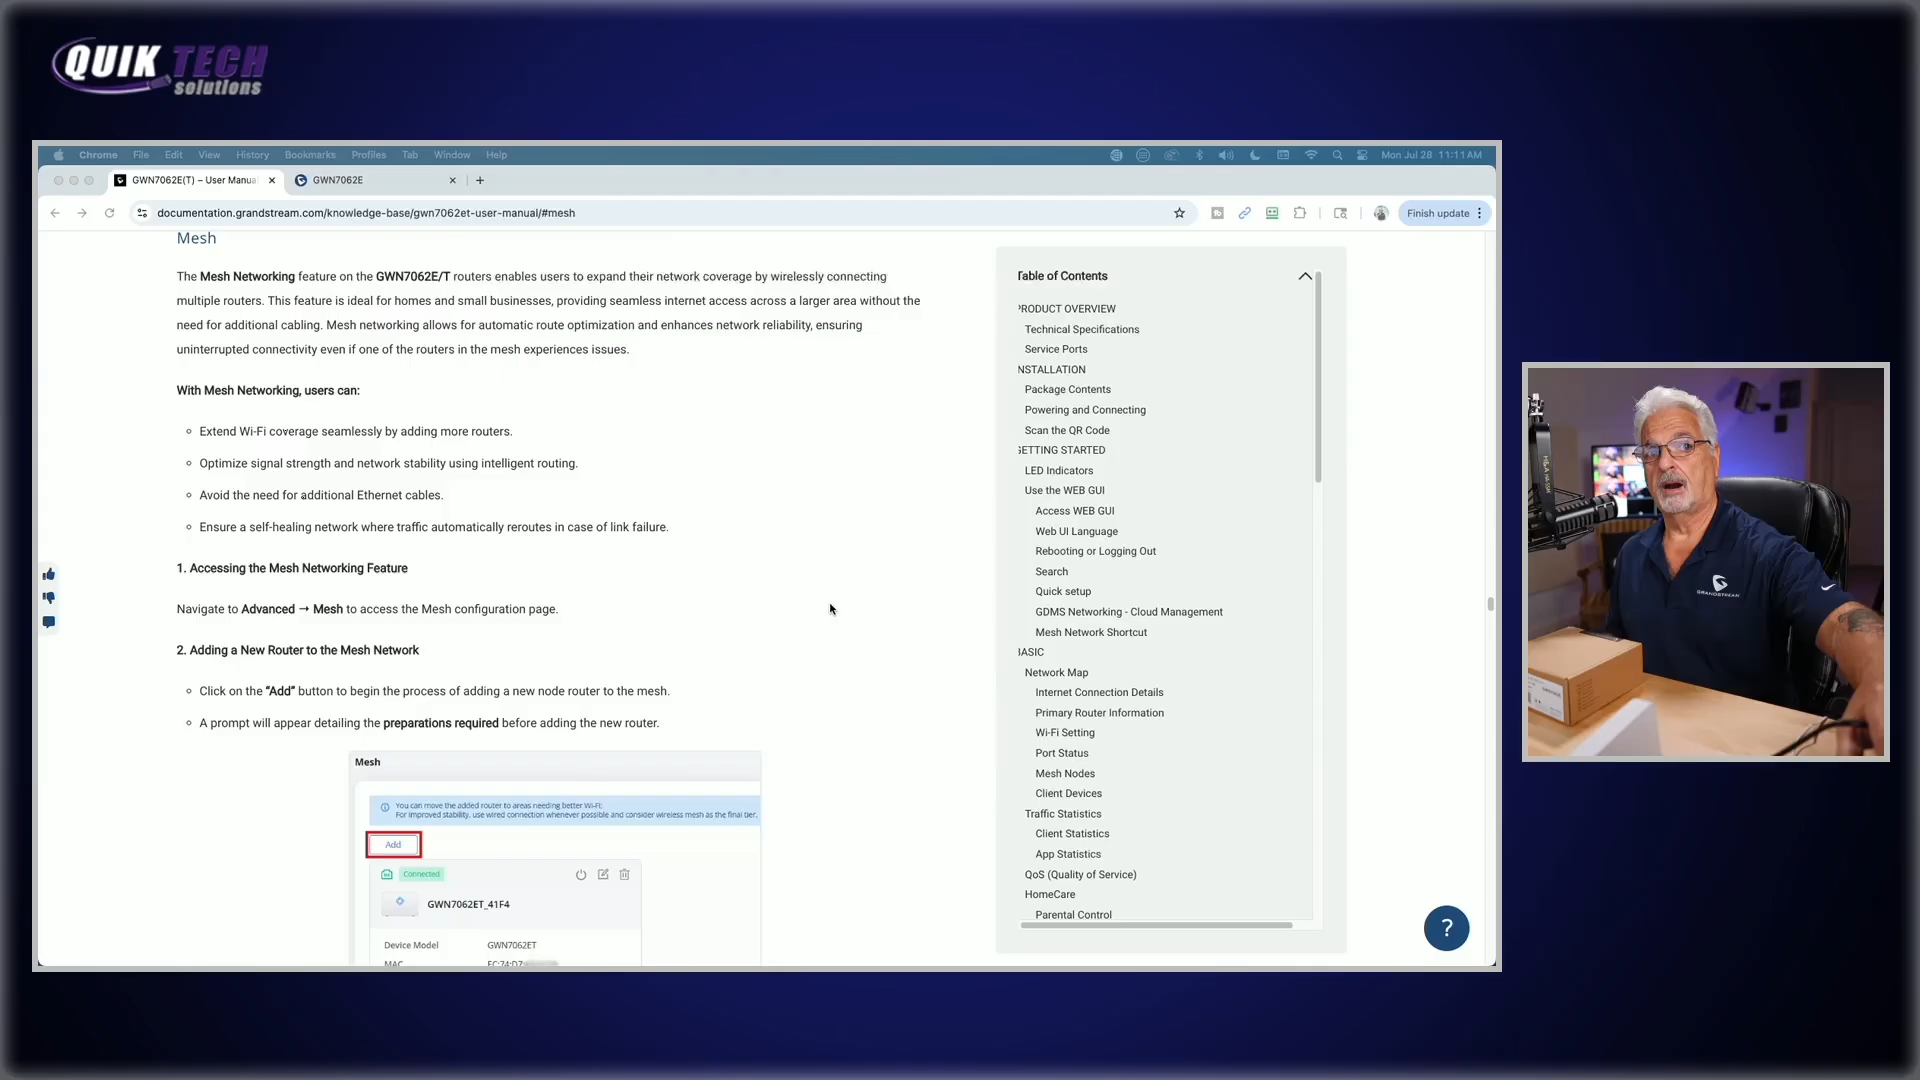 QUIK TECH
solutions
Chrome File Edit View History Bookmarks Profiles Tab Window Help
Mon Jul 28 11:11 AM
GWN7062E(T) – User Manua
GWN7062E
documentation.grandstream.com/knowledge-base/gwn7062et-user-manual/#mesh
Finish update
Mesh
The Mesh Networking feature on the GWN7062E/T routers enables users to expand their network coverage by wirelessly connecting
multiple routers. This feature is ideal for homes and small businesses, providing seamless internet access across a larger area without the
need for additional cabling. Mesh networking allows for automatic route optimization and enhances network reliability, ensuring
uninterrupted connectivity even if one of the routers in the mesh experiences issues.
With Mesh Networking, users can:
Extend Wi-Fi coverage seamlessly by adding more routers.
Optimize signal strength and network stability using intelligent routing.
Avoid the need for additional Ethernet cables.
Ensure a self-healing network where traffic automatically reroutes in case of link failure.
1. Accessing the Mesh Networking Feature
Navigate to Advanced → Mesh to access the Mesh configuration page.
2. Adding a New Router to the Mesh Network
Click on the “Add” button to begin the process of adding a new node router to the mesh.
A prompt will appear detailing the preparations required before adding the new router.
Mesh
You can move the added router to areas needing better Wi-Fi:
For improved stability, use wired connection whenever possible and consider wireless mesh as the final tier.
Add
Connected
GWN7062ET_41F4
Device Model GWN7062ET
MAC EC:74:D7
Table of Contents
PRODUCT OVERVIEW
Technical Specifications
Service Ports
NSTALLATION
Package Contents
Powering and Connecting
Scan the QR Code
GETTING STARTED
LED Indicators
Use the WEB GUI
Access WEB GUI
Web UI Language
Rebooting or Logging Out
Search
Quick setup
GDMS Networking - Cloud Management
Mesh Network Shortcut
BASIC
Network Map
Internet Connection Details
Primary Router Information
Wi-Fi Setting
Port Status
Mesh Nodes
Client Devices
Traffic Statistics
Client Statistics
App Statistics
QoS (Quality of Service)
HomeCare
Parental Control
?
GRANDSTREAM